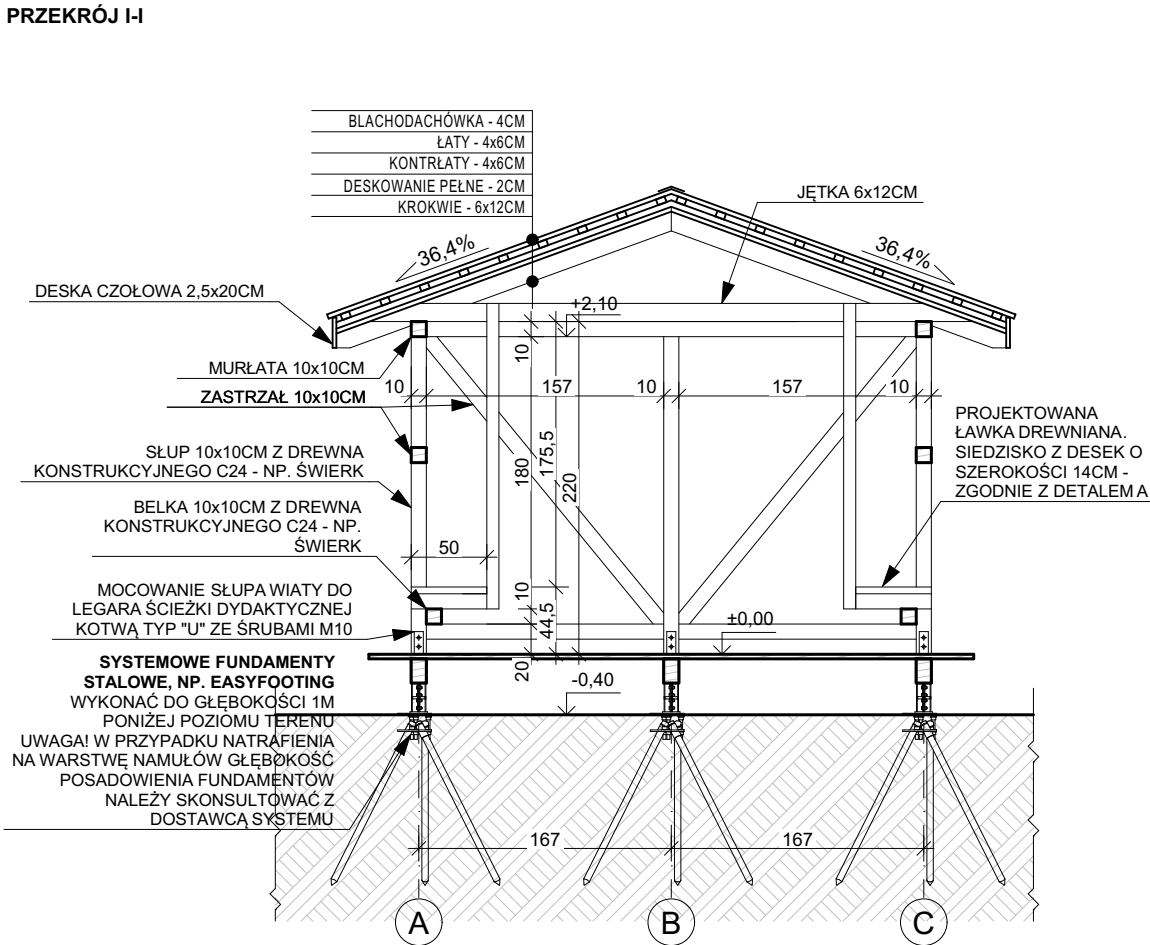 PRZEKRÓJ I-I
BLACHODACHÓWKA - 4CM
ŁATY - 4x6CM
KONTRŁATY - 4x6CM
DESKOWANIE PEŁNE - 2CM
KROKWIE - 6x12CM
JĘTKA 6x12CM
36,4%
36,4%
DESKA CZOŁOWA 2,5x20CM
+2,10
MURŁATA 10x10CM
ZASTRZAŁ 10x10CM
10
10
157
10
157
10
SŁUP 10x10CM Z DREWNA
KONSTRUKCYJNEGO C24 - NP. ŚWIERK
180
175,5
220
PROJEKTOWANA
ŁAWKA DREWNIANA.
SIEDZISKO Z DESEK O
SZEROKOŚCI 14CM -
ZGODNIE Z DETALEM A
BELKA 10x10CM Z DREWNA
KONSTRUKCYJNEGO C24 - NP.
ŚWIERK
50
MOCOWANIE SŁUPA WIATY DO
LEGARA ŚCIEŻKI DYDAKTYCZNEJ
KOTWĄ TYP "U" ZE ŚRUBAMI M10
10
44,5
20
±0,00
-0,40
SYSTEMOWE FUNDAMENTY
STALOWE, NP. EASYFOOTING
WYKONAĆ DO GŁĘBOKOŚCI 1M
PONIŻEJ POZIOMU TERENU
UWAGA! W PRZYPADKU NATRAFIENIA
NA WARSTWĘ NAMUŁÓW GŁĘBOKOŚĆ
POSADOWIENIA FUNDAMENTÓW
NALEŻY SKONSULTOWAĆ Z
DOSTAWCĄ SYSTEMU
167
167
A
B
C